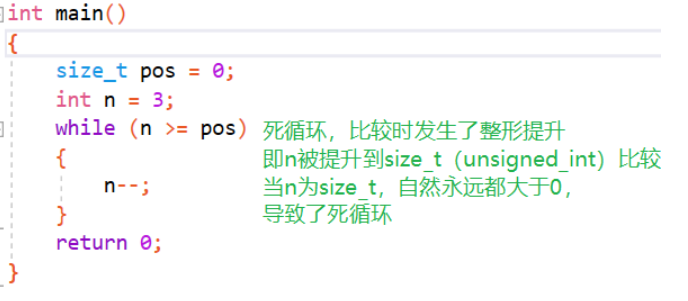 int main()
{
size_t pos = 0;
int n = 3;
while (n >= pos) 死循环，比较时发生了整形提升
{ 即n被提升到size_t（unsigned_int）比较
n--; 当n为size_t，自然永远都大于0，
} 导致了死循环
return 0;
}